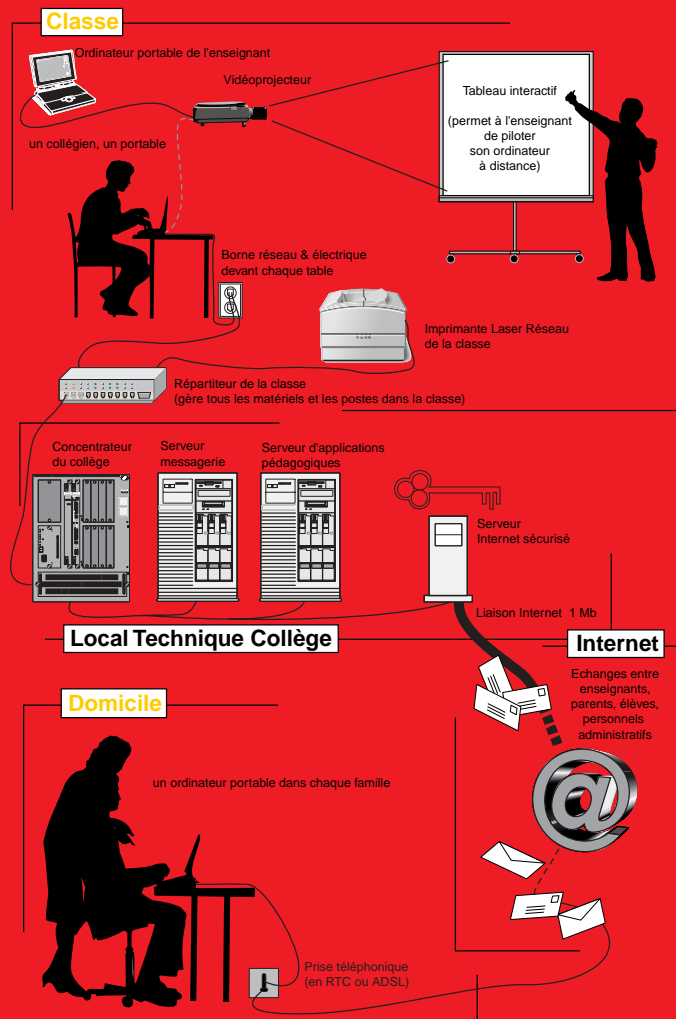 Classe
Ordinateur portable de l'enseignant
Vidéoprojecteur
Tableau interactif
(permet à l'enseignant
de piloter
son ordinateur
à distance)
un collégien, un portable
Borne réseau & électrique
devant chaque table
Imprimante Laser Réseau
de la classe
Répartiteur de la classe
(gère tous les matériels et les postes dans la classe)
Concentrateur
du collège
Serveur
messagerie
Serveur d'applications
pédagogiques
Serveur
Internet sécurisé
Liaison Internet 1 Mb
Local Technique Collège
Internet
Echanges entre
enseignants,
parents, élèves,
personnels
administratifs
Domicile
un ordinateur portable dans chaque famille
Prise téléphonique
(en RTC ou ADSL)